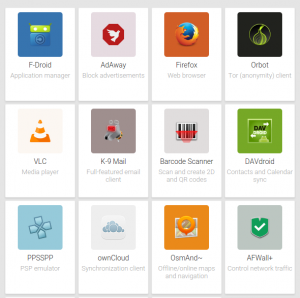 F-Droid
Application manager
AdAway
Block advertisements
Firefox
Web browser
Orbot
Tor (anonymity) client
VLC
Media player
K-9 Mail
Full-featured email
client
Barcode Scanner
Scan and create 2D
and QR codes
DAV
DAVdroid
Contacts and Calendar
sync
PPSSPP
PSP emulator
ownCloud
Synchronization client
OsmAnd~
Offline/online maps
and navigation
AFWall+
Control network traffic